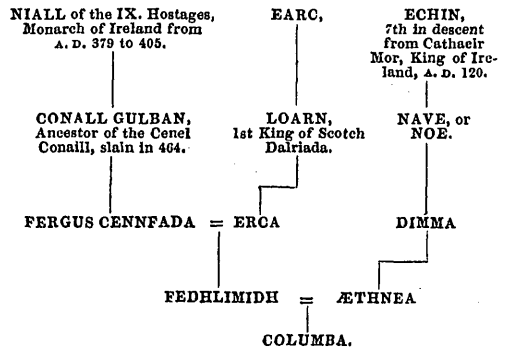 NIALL of the IX. Hostages,
Monarch of Ireland from
A. D. 379 to 405.
EARC,
ECHIN,
7th in descent
from Cathaeir
Mor, King of Ire-
land, A. D. 120.
CONALL GULBAN,
Ancestor of the Cenel
Conaill, slain in 464.
LOARN,
1st King of Scotch
Dalriada.
NAVE, or
NOE.
FERGUS CENNFADA = ERCA
DIMMA
FEDHLIMIDH = ÆTHNEA
COLUMBA.